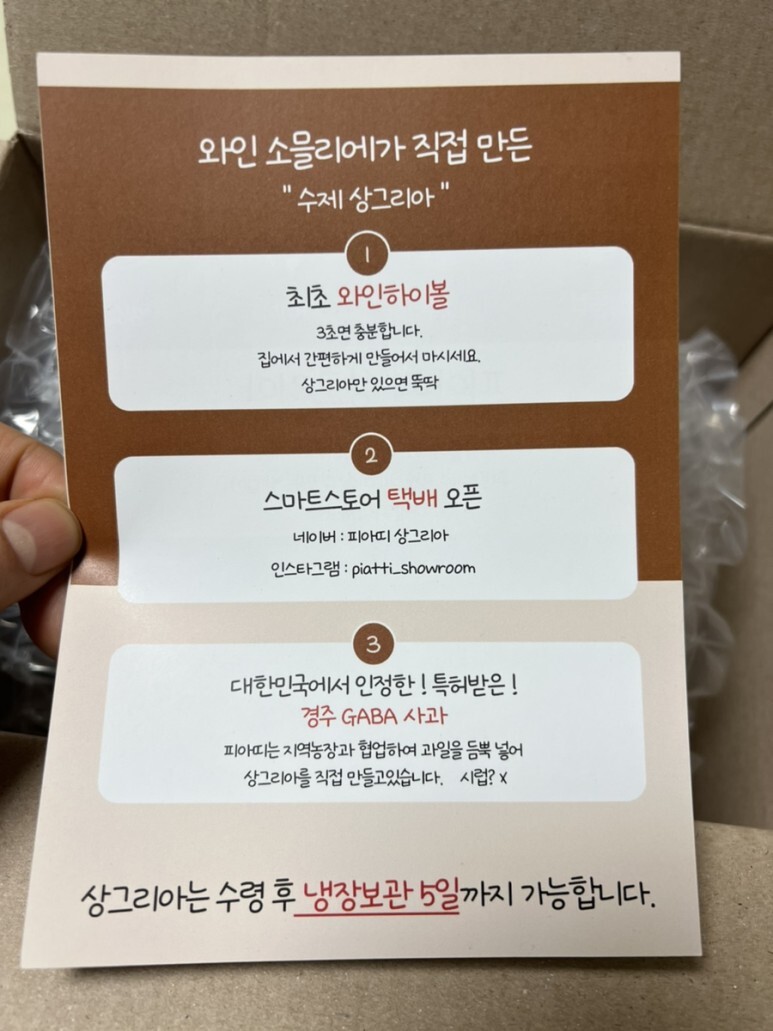 와인 소믈리에가 직접 만든
" 수제 상그리아 "
1
최초 와인하이볼
3초면 충분합니다.
집에서 간편하게 만들어서 마시세요.
상그리아만 있으면 뚝딱
2
스마트스토어 택배 오픈
네이버 : 피아띠 상그리아
인스타그램 : piatti_showroom
3
대한민국에서 인정한 ! 특허받은 !
경주 GABA 사과
피아띠는 지역농장과 협업하여 과일을 듬뿍 넣어
상그리아를 직접 만들고있습니다. 시럽? x
상그리아는 수령 후 냉장보관 5일까지 가능합니다.